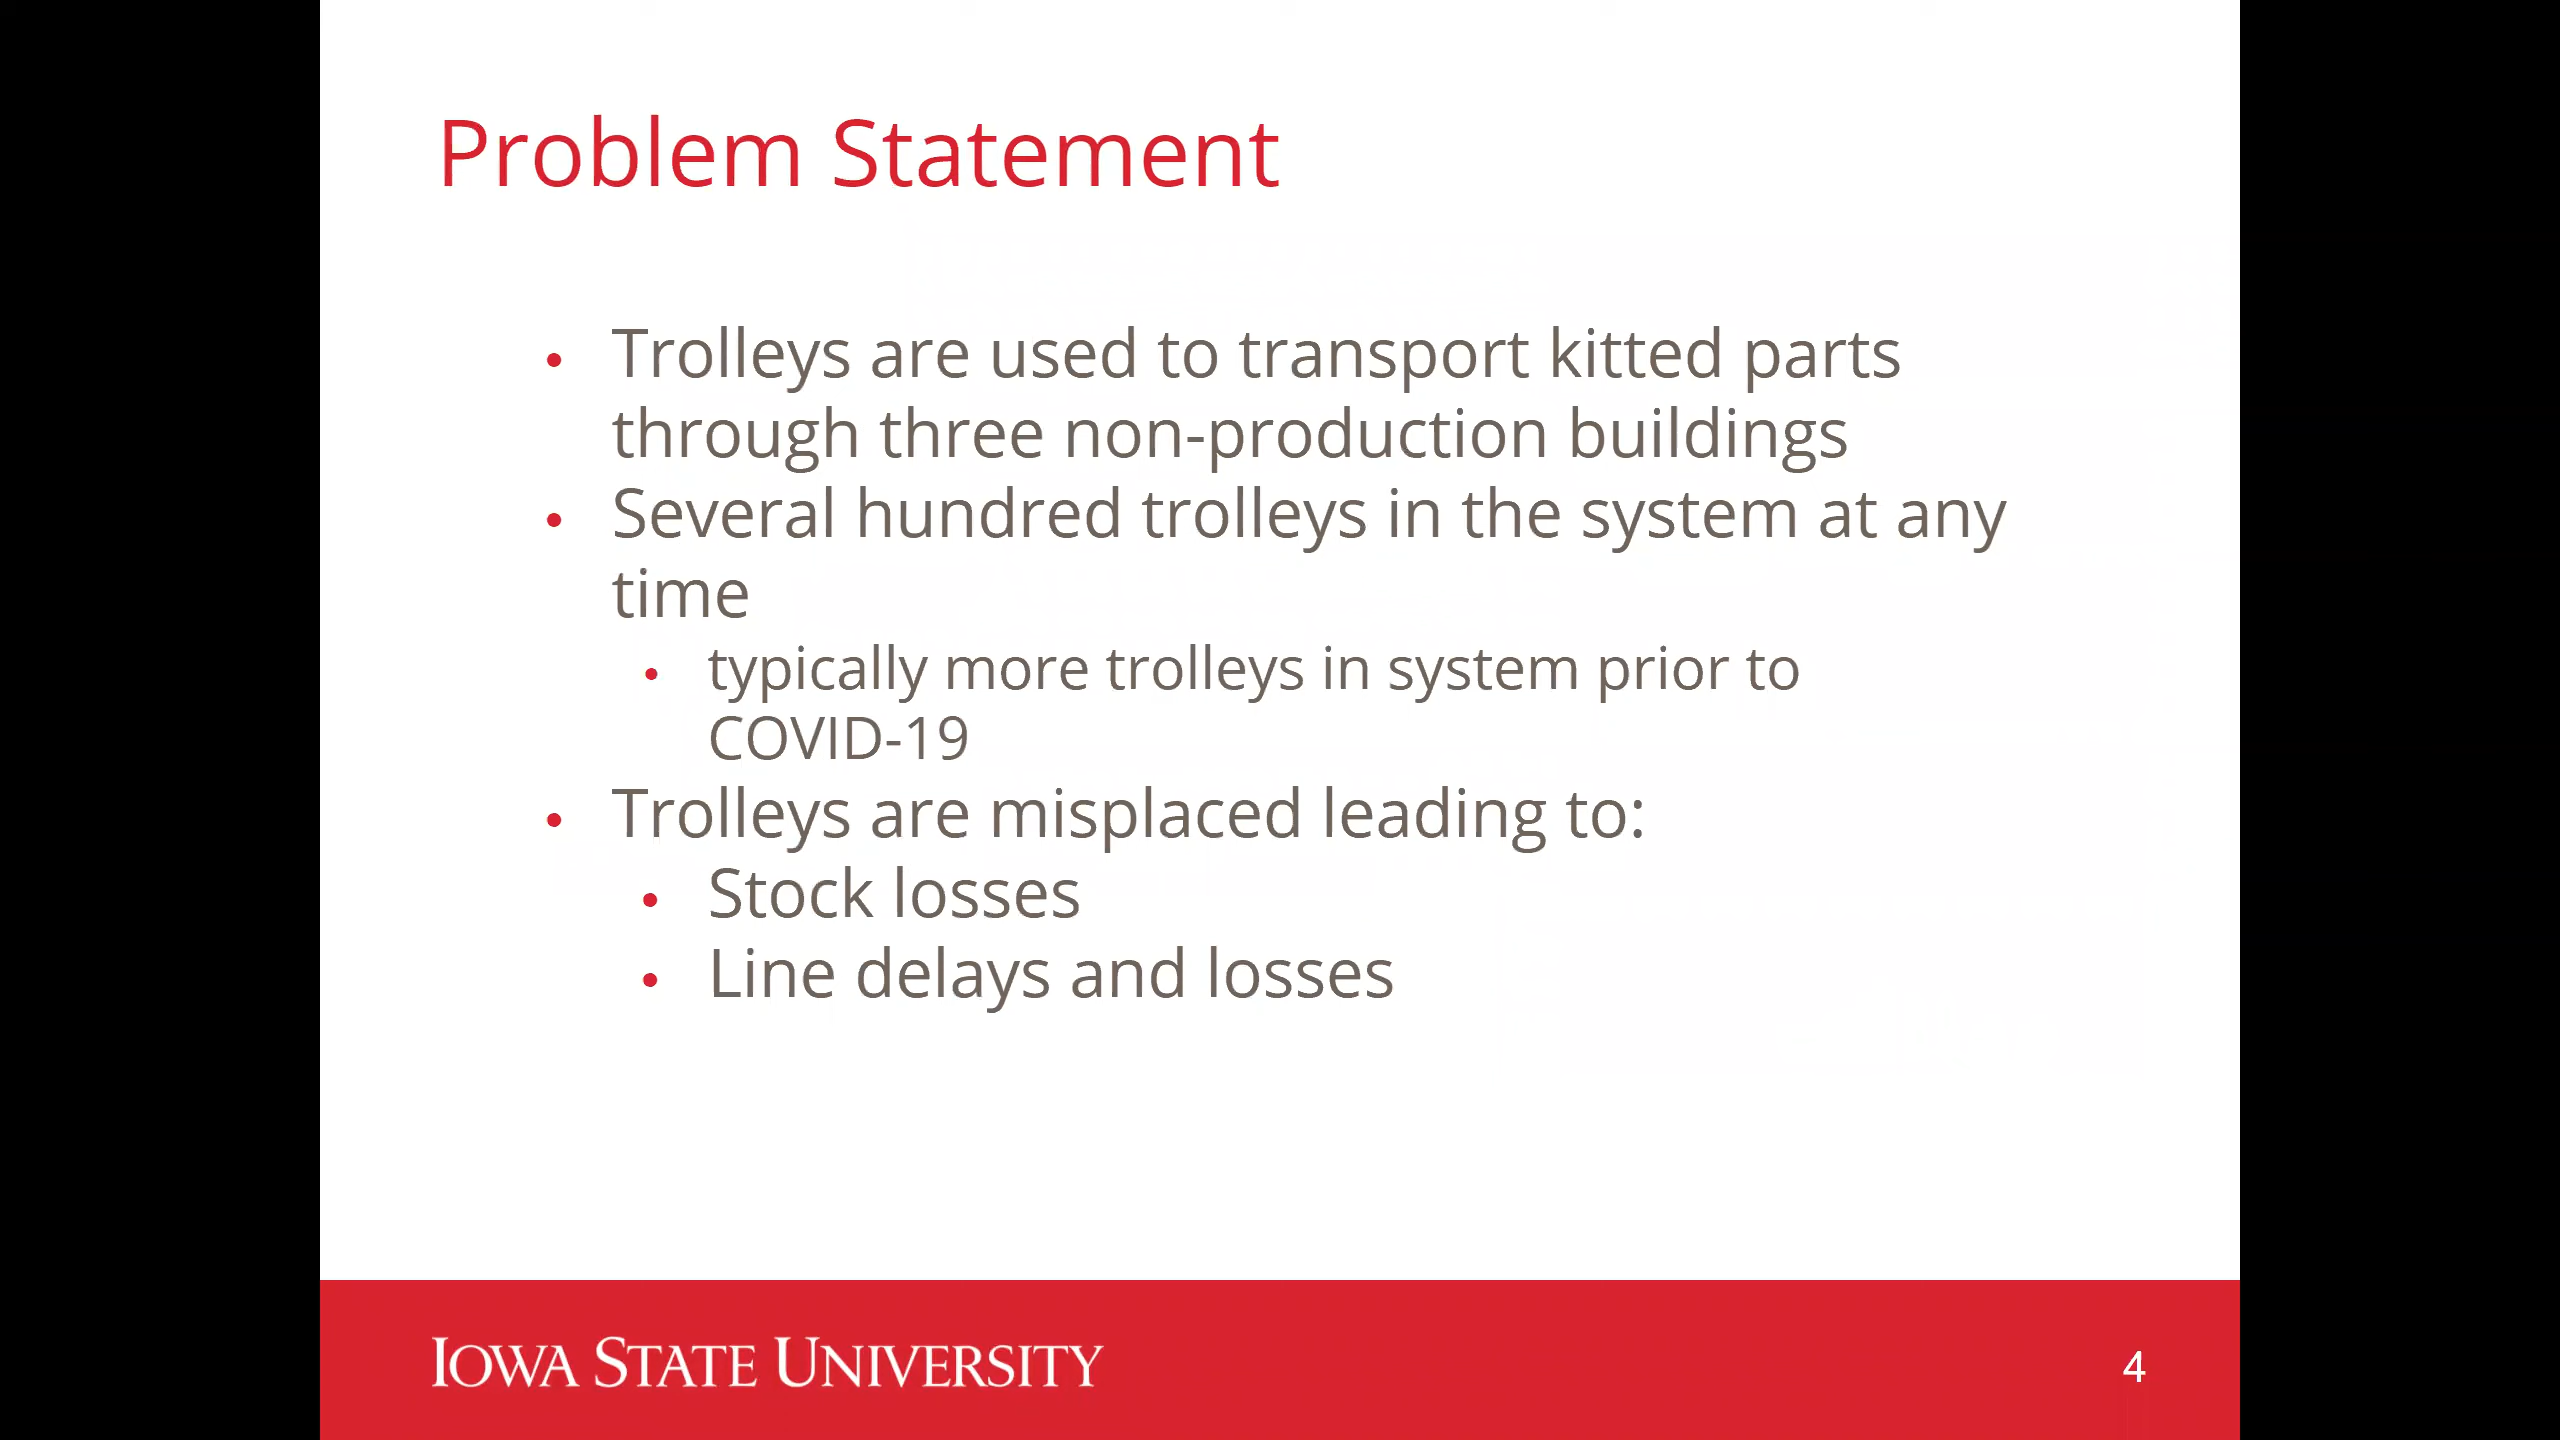 Problem Statement
• Trolleys are used to transport kitted parts
through three non-production buildings
• Several hundred trolleys in the system at any
time
• typically more trolleys in system prior to
COVID-19
• Trolleys are misplaced leading to:
• Stock losses
• Line delays and losses
IOWA STATE UNIVERSITY
4